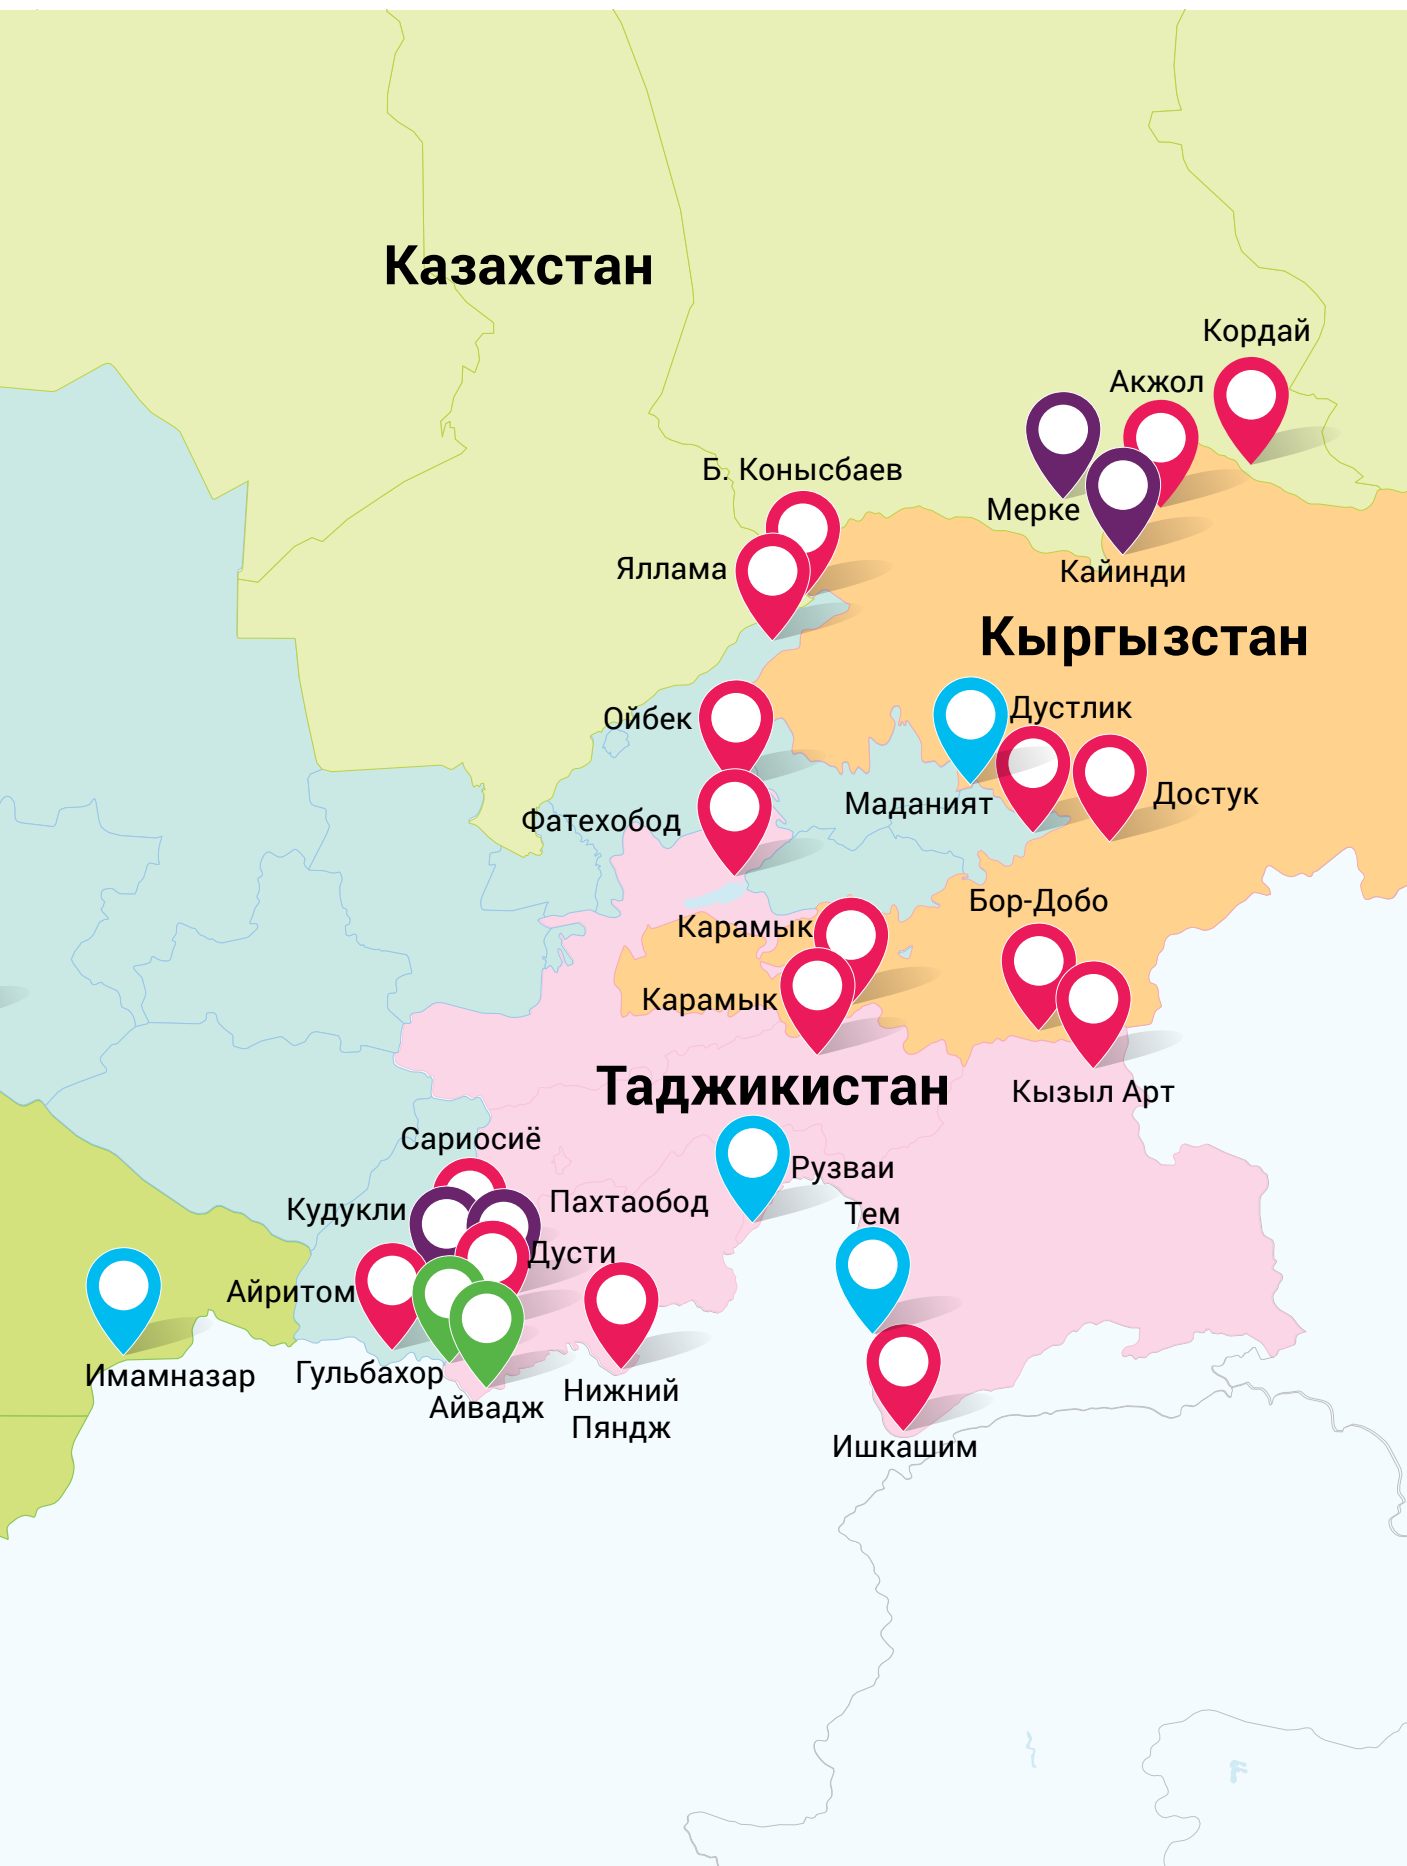 Казахстан
Кордай
Акжол
Б. Конысбаев
Мерке
Яллама
Кайинди
Кыргызстан
Дустлик
Ойбек
Достук
Маданият
Фатехобод
Бор-Добо
Карамык
Карамык
Таджикистан
Кызыл Арт
Сариосиё
Рузваи
Пахтаобод
Кудукли
Тем
Дусти
Айритом
Гульбахор
Имамназар
Нижний
Пяндж
Айвадж
Ишкашим